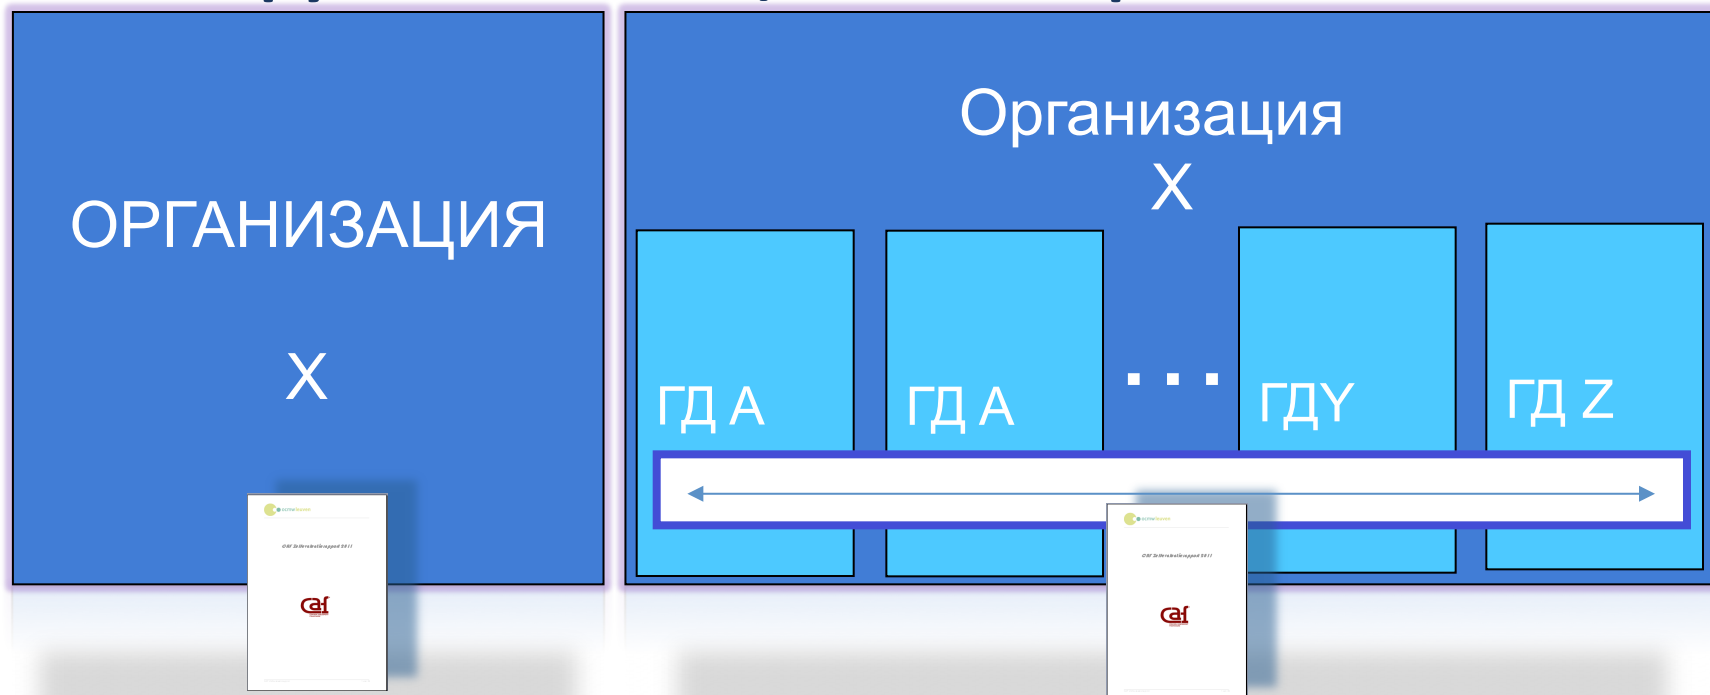 ОРГАНИЗАЦИЯ
X
Организация
X
ГД А
ГД А
...
ГДY
ГД Z
Caf
Caf